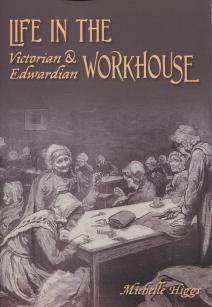 LIFE IN THE
Victorian &
Edwardian WORKHOUSE
Michelle Higgs